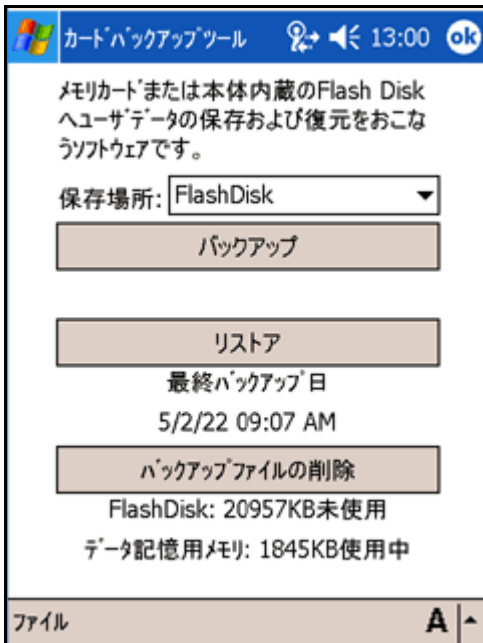 カードバックアップツール 13:00 ok
メモリカードまたは本体内蔵のFlash Disk
へユーザデータの保存および復元をおこな
うソフトウェアです。
保存場所: FlashDisk
バックアップ
リストア
最終バックアップ日
5/2/22 09:07 AM
バックアップファイルの削除
FlashDisk: 20957KB未使用
データ記憶用メモリ: 1845KB使用中
ファイル A